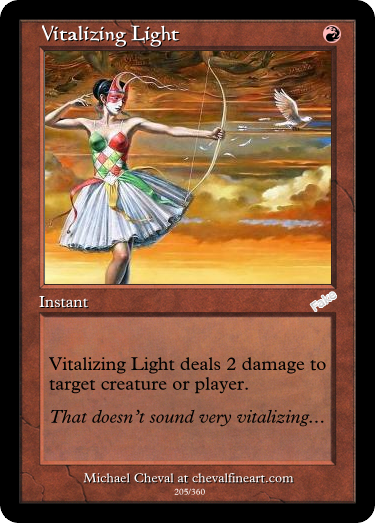 Vitalizing Light
Instant
Fake
Vitalizing Light deals 2 damage to
target creature or player.
That doesn't sound very vitalizing...
Michael Cheval at chevalfineart.com
205/360